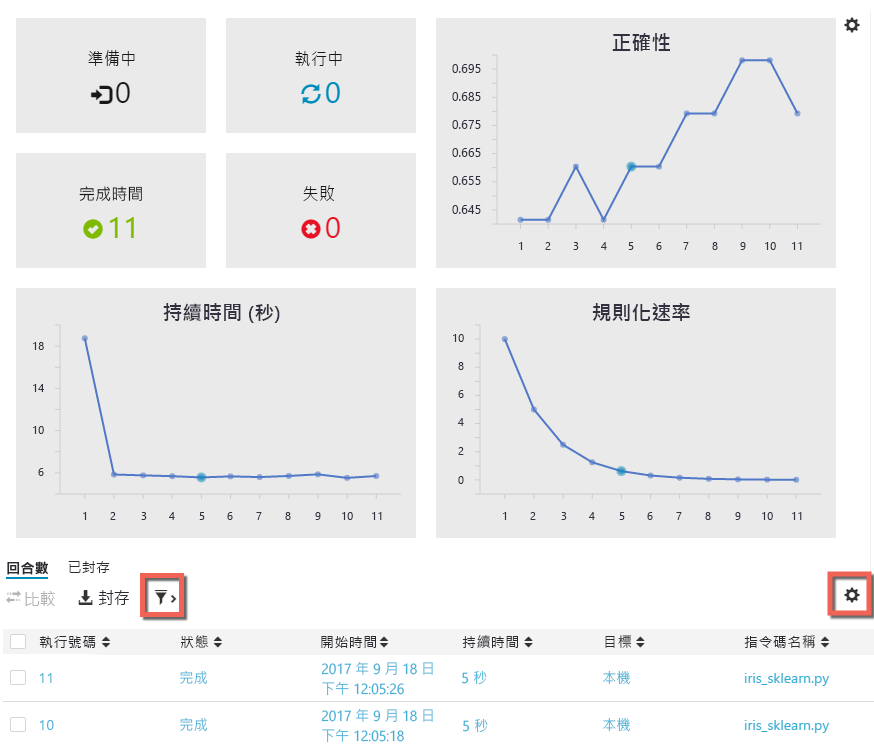 準備中
0
執行中
0
完成時間
11
失敗
0
正確性
0.695
0.685
0.675
0.665
0.655
0.645
1 2 3 4 5 6 7 8 9 10 11
持續時間 (秒)
18
14
10
6
1 2 3 4 5 6 7 8 9 10 11
規則化速率
10
8
6
4
2
0
1 2 3 4 5 6 7 8 9 10 11
回合數 已封存
比較 封存
執行號碼 狀態 開始時間 持續時間 目標 指令碼名稱
11 完成 2017 年 9 月 18 日 下午 12:05:26 5 秒 本機 iris_sklearn.py
10 完成 2017 年 9 月 18 日 下午 12:05:18 5 秒 本機 iris_sklearn.py